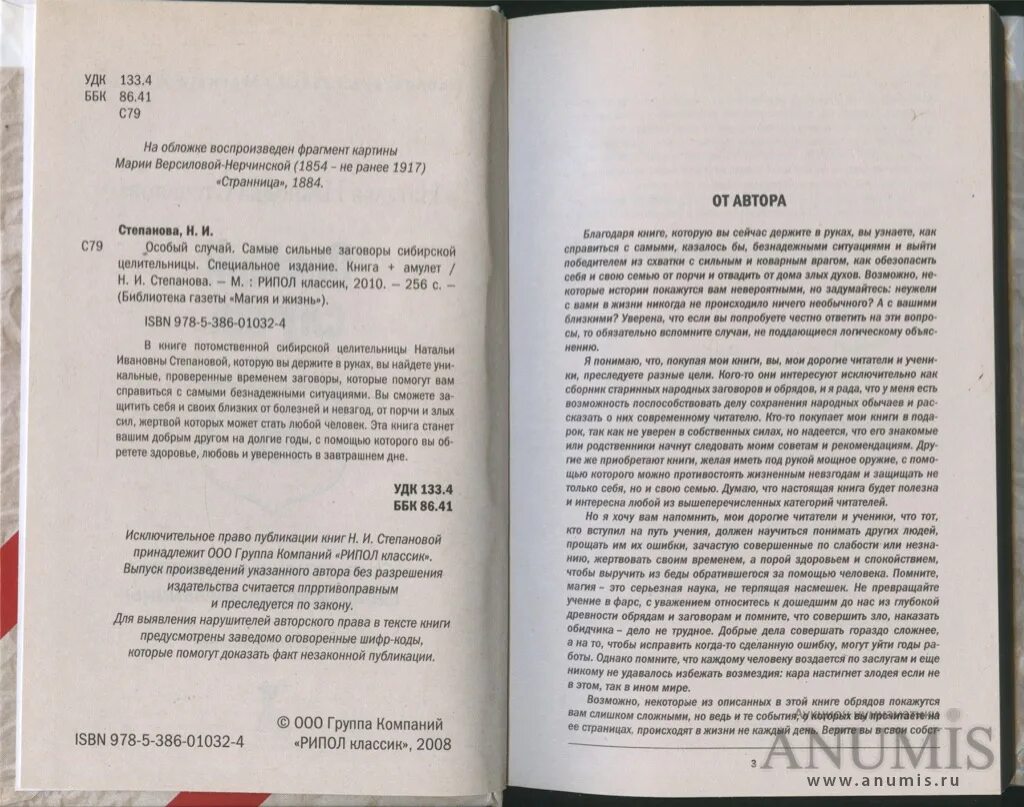 УДК 133.4
ББК 86.41
С79
На обложке воспроизведен фрагмент картины
Марии Версиловой-Нерчинской (1854 – не ранее 1917)
«Странница», 1884.
Степанова, Н. И.
С79 Особый случай. Самые сильные заговоры сибирской
целительницы. Специальное издание. Книга + амулет /
Н. И. Степанова. — М. : РИПОЛ классик, 2010. — 256 с. —
(Библиотека газеты «Магия и жизнь»).
ISBN 978-5-386-01032-4
В книге потомственной сибирской целительницы Натальи
Ивановны Степановой, которую вы держите в руках, вы найдете уни-
кальные, проверенные временем заговоры, которые помогут вам
справиться с самыми безнадежными ситуациями. Вы сможете за-
щитить себя и своих близких от болезней и невзгод, от порчи и злых
сил, жертвой которых может стать любой человек. Эта книга станет
вашим добрым другом на долгие годы, с помощью которого вы об-
ретете здоровье, любовь и уверенность в завтрашнем дне.
УДК 133.4
ББК 86.41
Исключительное право публикации книг Н. И. Степановой
принадлежит ООО Группа Компаний «РИПОЛ классик».
Выпуск произведений указанного автора без разрешения
издательства считается ппрртивоправным
и преследуется по закону.
Для выявления нарушителей авторского права в тексте книги
предусмотрены заведомо оговоренные шифр-коды,
которые помогут доказать факт незаконной публикации.
© ООО Группа Компаний
ISBN 978-5-386-01032-4 «РИПОЛ классик», 2008
ОТ АВТОРА
Благодаря книге, которую вы сейчас держите в руках, вы узнаете, как
справиться с самыми, казалось бы, безнадежными ситуациями и выйти
победителем из схватки с сильным и коварным врагом, как обезопасить
себя и свою семью от порчи и отвадить от дома злых духов. Возможно, не-
которые истории покажутся вам невероятными, но задумайтесь: неужели
с вами в жизни никогда не происходило ничего необычного? А с вашими
близкими? Уверена, что если вы попробуете честно ответить на эти вопро-
сы, то обязательно вспомните случаи, не поддающиеся логическому объяс-
нению.
Я понимаю, что, покупая мои книги, вы, мои дорогие читатели и учени-
ки, преследуете разные цели. Кого-то они интересуют исключительно как
сборник старинных народных заговоров и обрядов, и я рада, что у меня есть
возможность поспособствовать делу сохранения народных обычаев и рас-
сказать о них современному читателю. Кто-то покупает мои книги в пода-
рок, так как не уверен в собственных силах, но надеется, что его знакомые
или родственники начнут следовать моим советам и рекомендациям. Дру-
гие же приобретают книги, желая иметь под рукой мощное оружие, с помо-
щью которого можно противостоять жизненным невзгодам и защищать не
только себя, но и свою семью. Думаю, что настоящая книга будет полезна
и интересна любой из вышеперечисленных категорий читателей.
Но я хочу вам напомнить, мои дорогие читатели и ученики, что тот,
кто вступил на путь учения, должен научиться понимать других людей,
прощать им их ошибки, зачастую совершенные по слабости или незна-
нию, жертвовать своим временем, а порой здоровьем и спокойствием,
чтобы выручить из беды обратившегося за помощью человека. Помните,
магия – это серьезная наука, не терпящая насмешек. Не превращайте
учение в фарс, с уважением относитесь к дошедшим до нас из глубокой
древности обрядам и заговорам и помните, что совершить зло, наказать
обидчика – дело не трудное. Добрые дела совершать гораздо сложнее,
а на то, чтобы исправить когда-то сделанную ошибку, могут уйти годы ра-
боты. Однако помните, что каждому человеку воздается по заслугам и еще
никому не удавалось избежать возмездия: кара настигнет злодея если не
в этом, так в ином мире.
Возможно, некоторые из описанных в этой книге обрядов покажутся
вам слишком сложными, но ведь и те события, о которых вы прочитаете на
ее страницах, происходят в жизни не каждый день. Верите вы в свои собст-
3
ANUMIS
www.anumis.ru